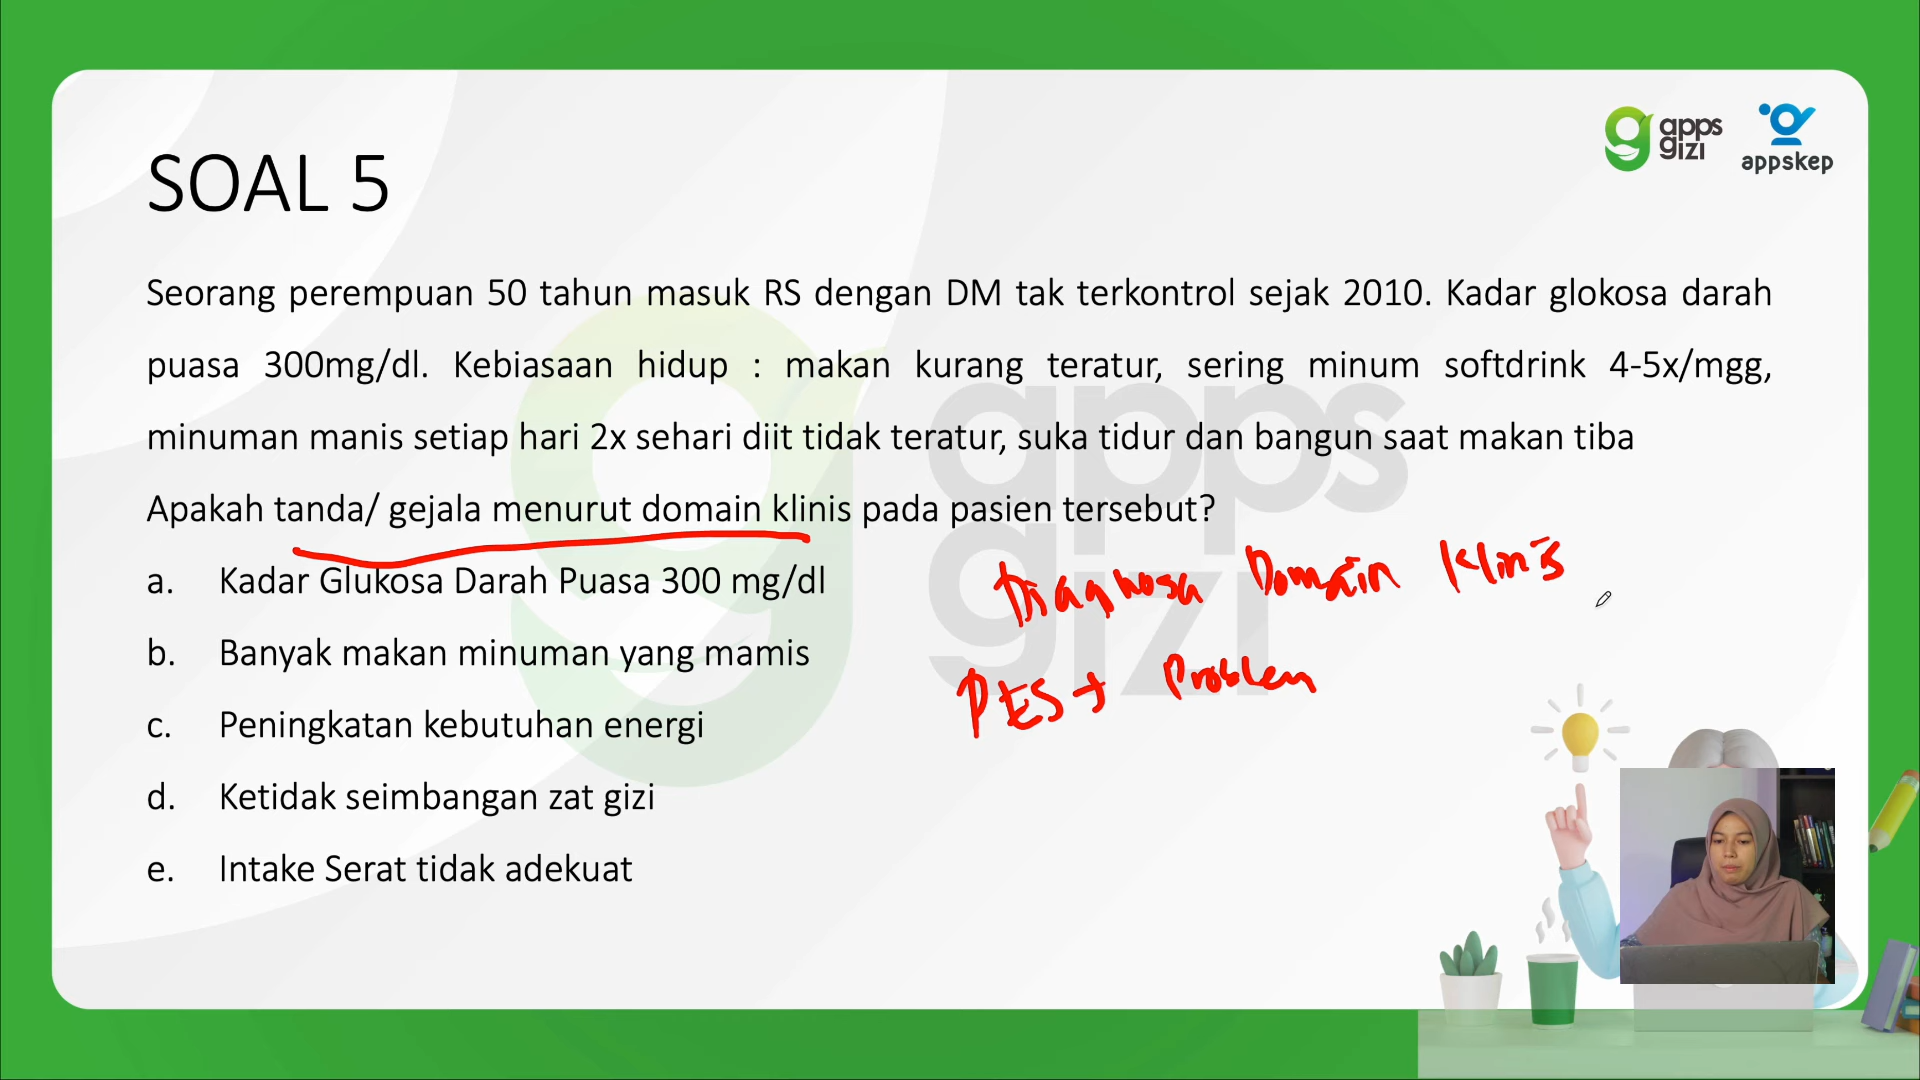 apps gizi
appskep
SOAL 5
Seorang perempuan 50 tahun masuk RS dengan DM tak terkontrol sejak 2010. Kadar glokosa darah
puasa 300mg/dl. Kebiasaan hidup : makan kurang teratur, sering minum softdrink 4-5x/mgg,
minuman manis setiap hari 2x sehari diit tidak teratur, suka tidur dan bangun saat makan tiba
Apakah tanda/ gejala menurut domain klinis pada pasien tersebut?
a. Kadar Glukosa Darah Puasa 300 mg/dl
b. Banyak makan minuman yang mamis
c. Peningkatan kebutuhan energi
d. Ketidak seimbangan zat gizi
e. Intake Serat tidak adekuat
Diagnosa Domain Klinis
PES → Problem
apps
gizi